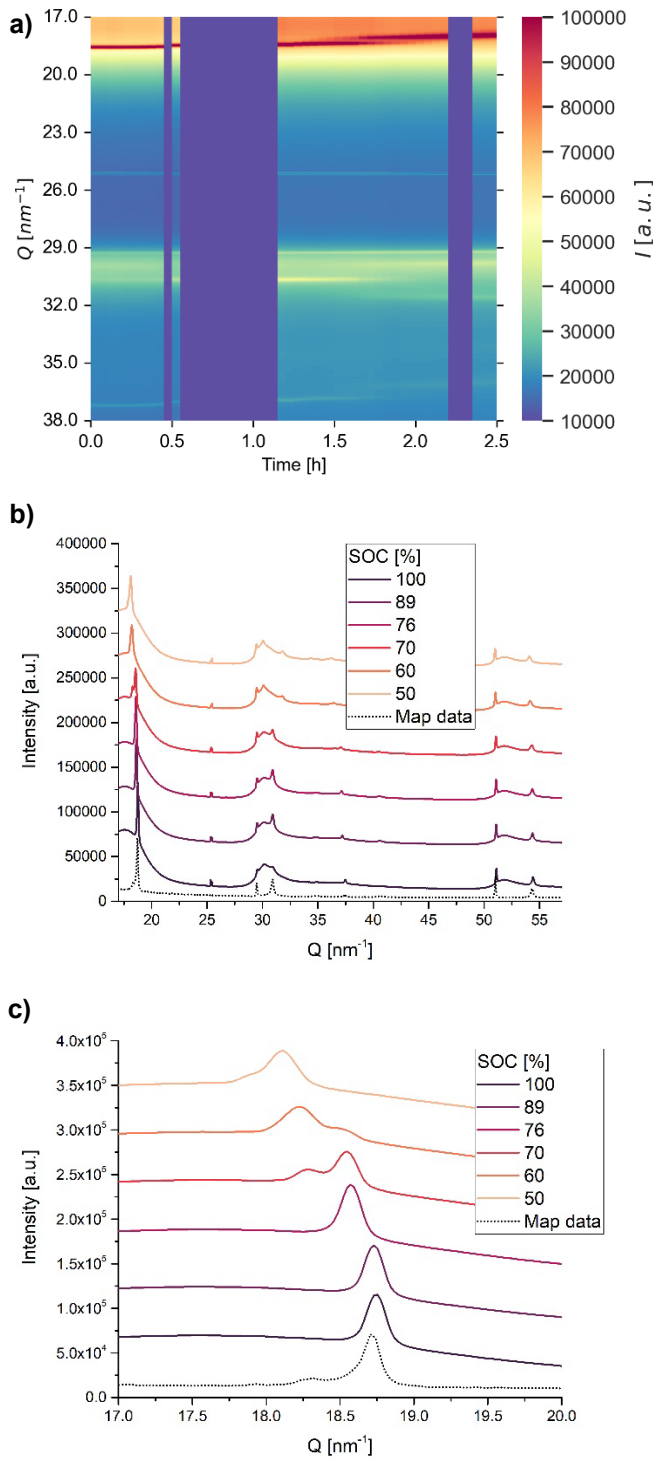 a)
17.0
20.0
23.0
26.0
29.0
32.0
35.0
38.0
Q [nm⁻¹]
0.0 0.5 1.0 1.5 2.0 2.5
Time [h]
100000
90000
80000
70000
60000
50000
40000
30000
20000
10000
I [a. u.]
b)
400000
350000
300000
250000
200000
150000
100000
50000
0
Intensity [a.u.]
SOC [%]
100
89
76
70
60
50
Map data
20 25 30 35 40 45 50 55
Q [nm⁻¹]
c)
4.0x10⁵
3.5x10⁵
3.0x10⁵
2.5x10⁵
2.0x10⁵
1.5x10⁵
1.0x10⁵
5.0x10⁴
0.0
Intensity [a.u.]
SOC [%]
100
89
76
70
60
50
Map data
17.0 17.5 18.0 18.5 19.0 19.5 20.0
Q [nm⁻¹]